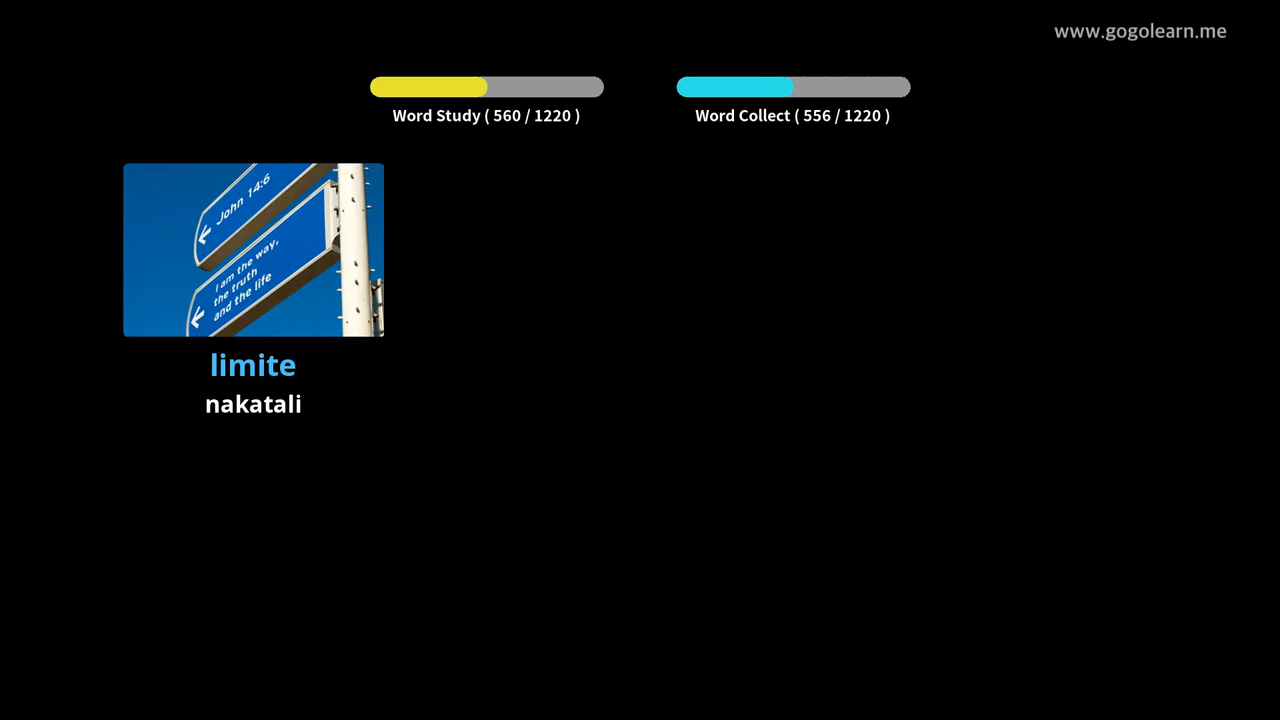 www.gogolearn.me
Word Study ( 560 / 1220 )
Word Collect ( 556 / 1220 )
John 14:6
I am the way,
the truth
and the life
limite
nakatali